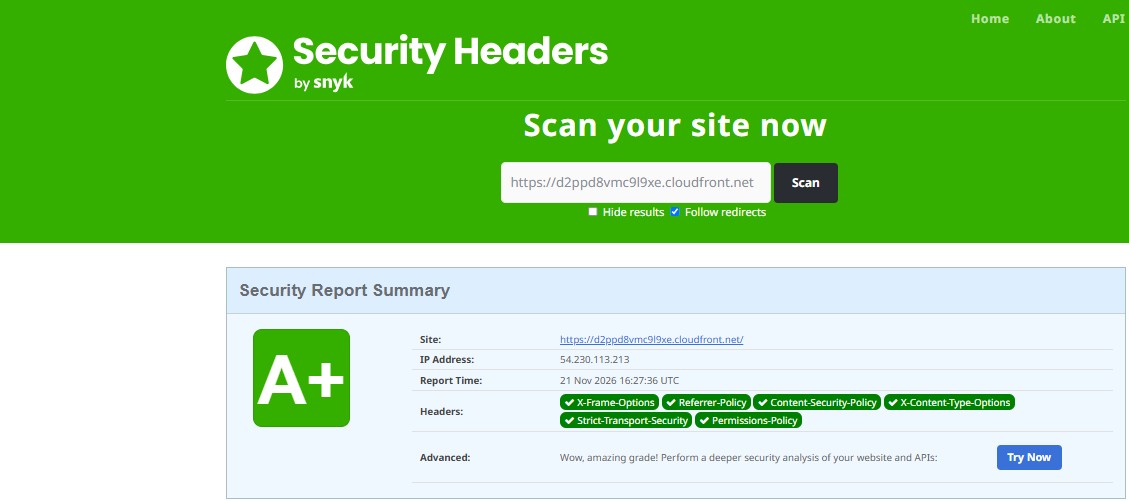 Home About API
Security Headers
by snyk
Scan your site now
https://d2ppd8vmc9l9xe.cloudfront.net Scan
Hide results Follow redirects
Security Report Summary
A+
Site: https://d2ppd8vmc9l9xe.cloudfront.net/
IP Address: 54.230.113.213
Report Time: 21 Nov 2026 16:27:36 UTC
Headers: X-Frame-Options Referrer-Policy Content-Security-Policy X-Content-Type-Options
Strict-Transport-Security Permissions-Policy
Advanced: Wow, amazing grade! Perform a deeper security analysis of your website and APIs: Try Now